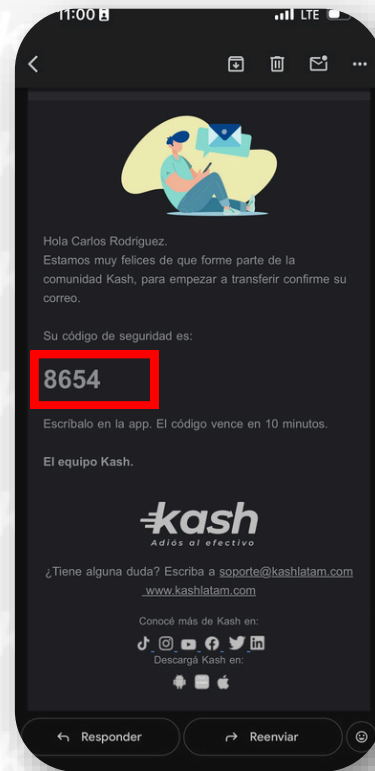 11:00
LTE
Hola Carlos Rodriguez.
Estamos muy felices de que forme parte de la
comunidad Kash, para empezar a transferir confirme su
correo.
Su código de seguridad es:
8654
Escríbalo en la app. El código vence en 10 minutos.
El equipo Kash.
kash
Adiós al efectivo
¿Tiene alguna duda? Escriba a soporte@kashlatam.com
www.kashlatam.com
Conocé más de Kash en:
Descargá Kash en:
Responder
Reenviar